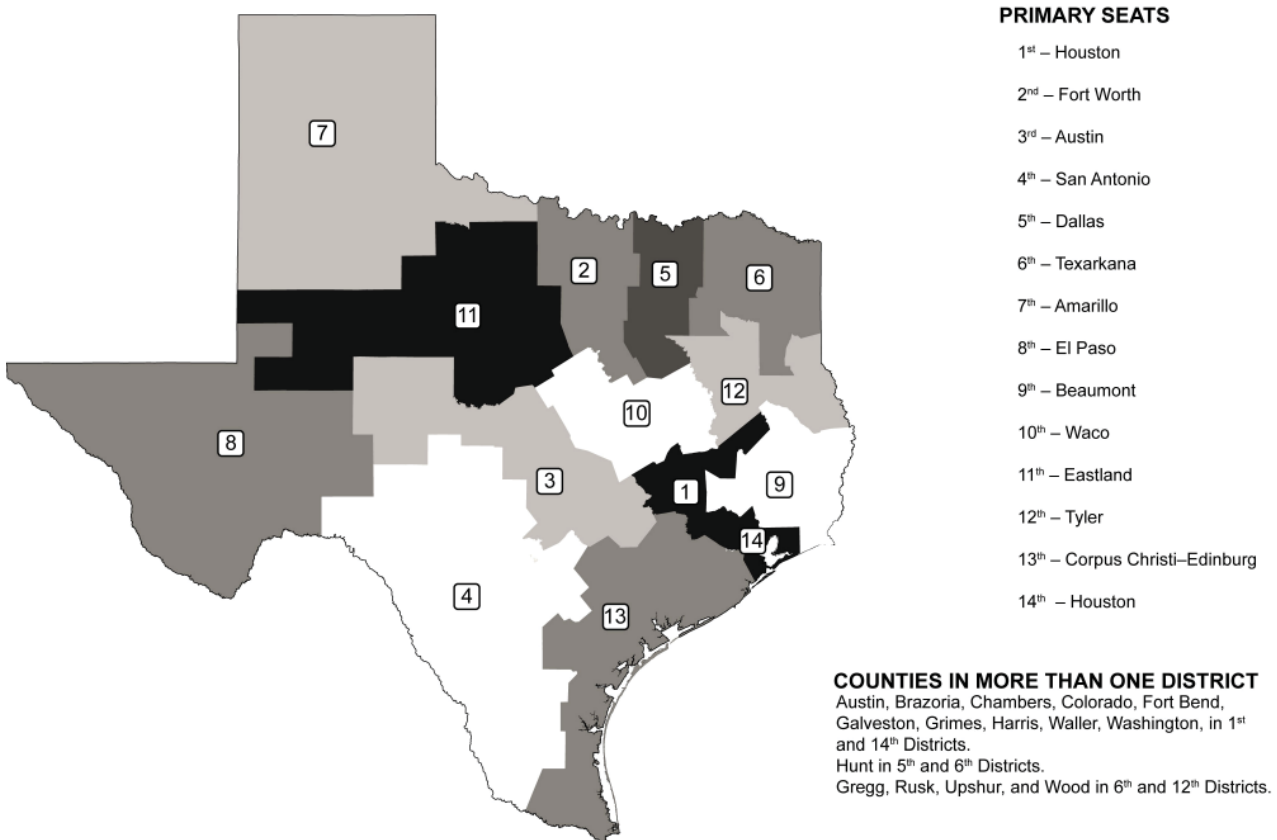 PRIMARY SEATS
1st – Houston
2nd – Fort Worth
3rd – Austin
4th – San Antonio
5th – Dallas
6th – Texarkana
7th – Amarillo
8th – El Paso
9th – Beaumont
10th – Waco
11th – Eastland
12th – Tyler
13th – Corpus Christi–Edinburg
14th – Houston
7
2
5
6
11
12
10
8
3
1
9
14
4
13
COUNTIES IN MORE THAN ONE DISTRICT
Austin, Brazoria, Chambers, Colorado, Fort Bend,
Galveston, Grimes, Harris, Waller, Washington, in 1st
and 14th Districts.
Hunt in 5th and 6th Districts.
Gregg, Rusk, Upshur, and Wood in 6th and 12th Districts.